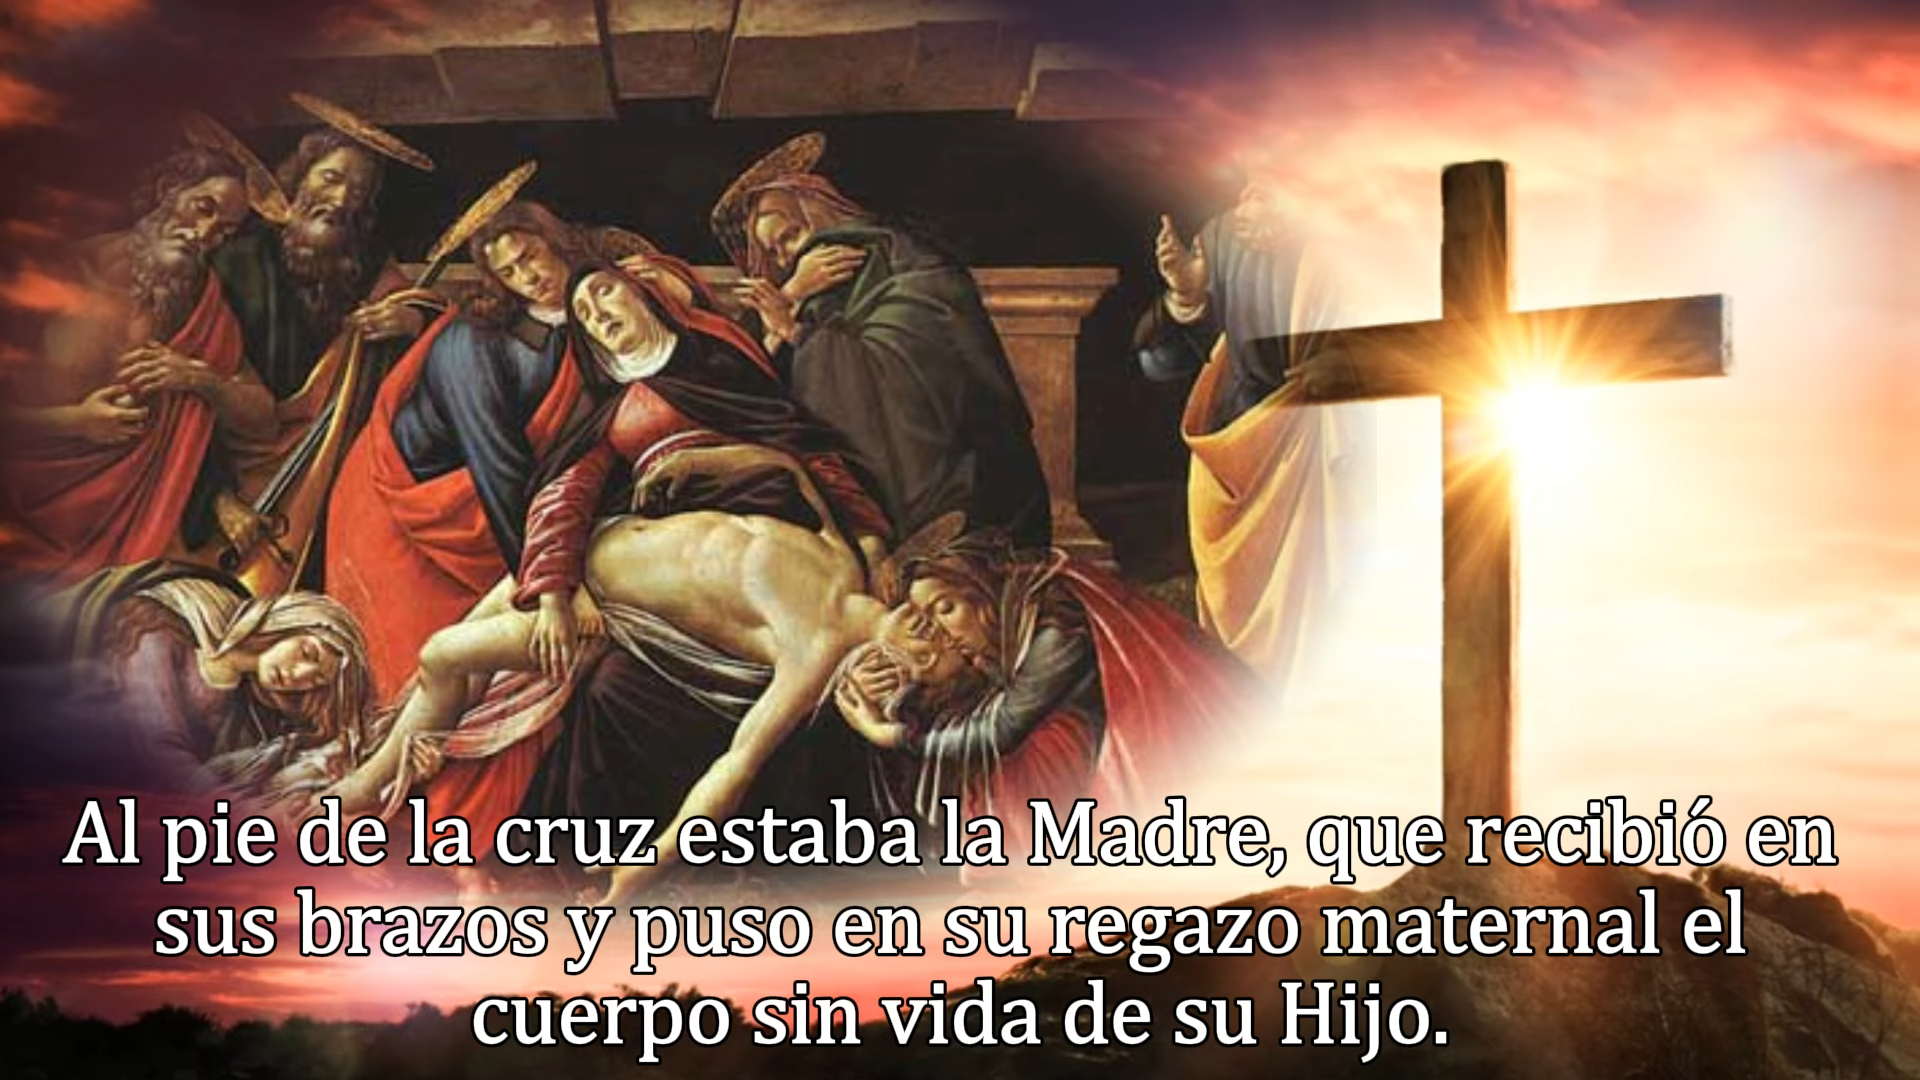 Al pie de la cruz estaba la Madre, que recibió en
sus brazos y puso en su regazo maternal el
cuerpo sin vida de su Hijo.